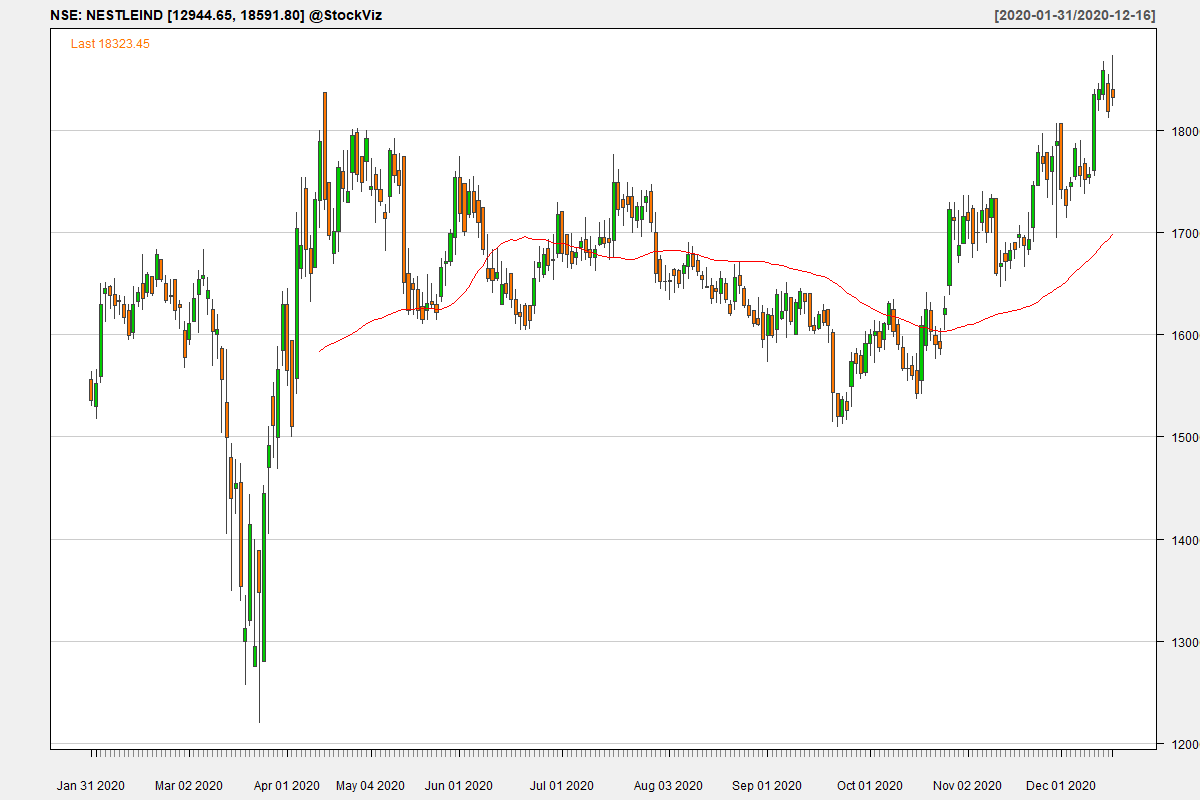 NSE: NESTLEIND [12944.65, 18591.80] @StockViz [2020-01-31/2020-12-16]
Last 18323.45
1800
1700
1600
1500
1400
1300
1200
Jan 31 2020 Mar 02 2020 Apr 01 2020 May 04 2020 Jun 01 2020 Jul 01 2020 Aug 03 2020 Sep 01 2020 Oct 01 2020 Nov 02 2020 Dec 01 2020